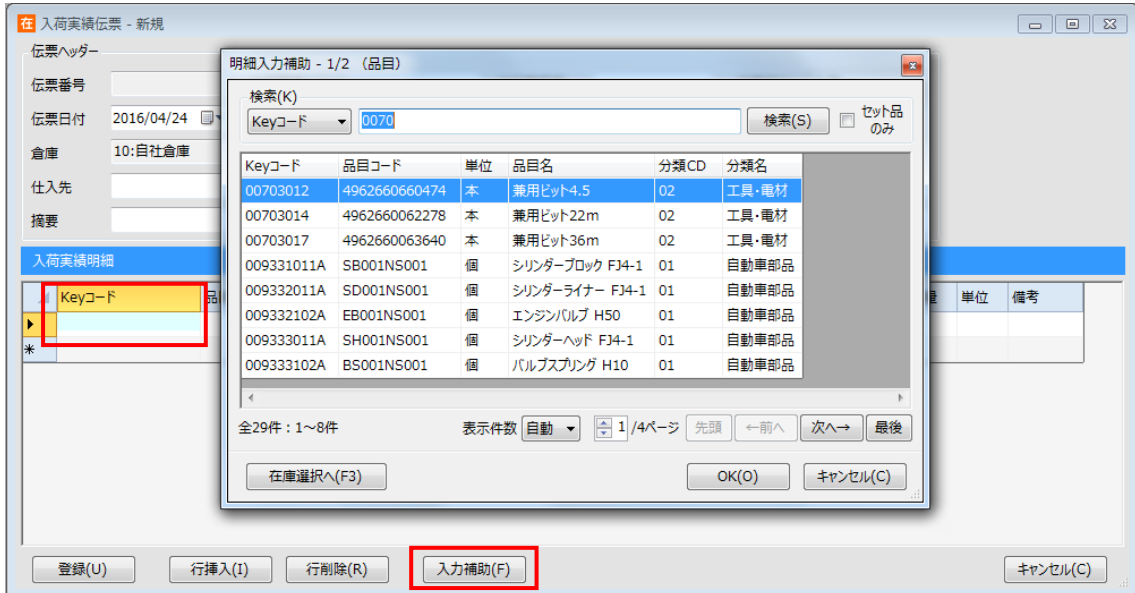 在 入荷実績伝票 - 新規
伝票ヘッダー
伝票番号
伝票日付 2016/04/24
倉庫 10:自社倉庫
仕入先
摘要
入荷実績明細
Keyコード 単位 備考
明細入力補助 - 1/2 （品目）
検索(K)
Keyコード 0070 検索(S) セット品
のみ
Keyコード 品目コード 単位 品目名 分類CD 分類名
00703012 4962660660474 本 兼用ビット4.5 02 工具・電材
00703014 4962660062278 本 兼用ビット22m 02 工具・電材
00703017 4962660063640 本 兼用ビット36m 02 工具・電材
009331011A SB001NS001 個 シリンダーブロック FJ4-1 01 自動車部品
009332011A SD001NS001 個 シリンダーライナー FJ4-1 01 自動車部品
009332102A EB001NS001 個 エンジンバルブ H50 01 自動車部品
009333011A SH001NS001 個 シリンダーヘッド FJ4-1 01 自動車部品
009333102A BS001NS001 個 バルブスプリング H10 01 自動車部品
全29件：1～8件 表示件数 自動 1 /4ページ 先頭 ←前へ 次へ→ 最後
在庫選択へ(F3) OK(O) キャンセル(C)
登録(U) 行挿入(I) 行削除(R) 入力補助(F) キャンセル(C)